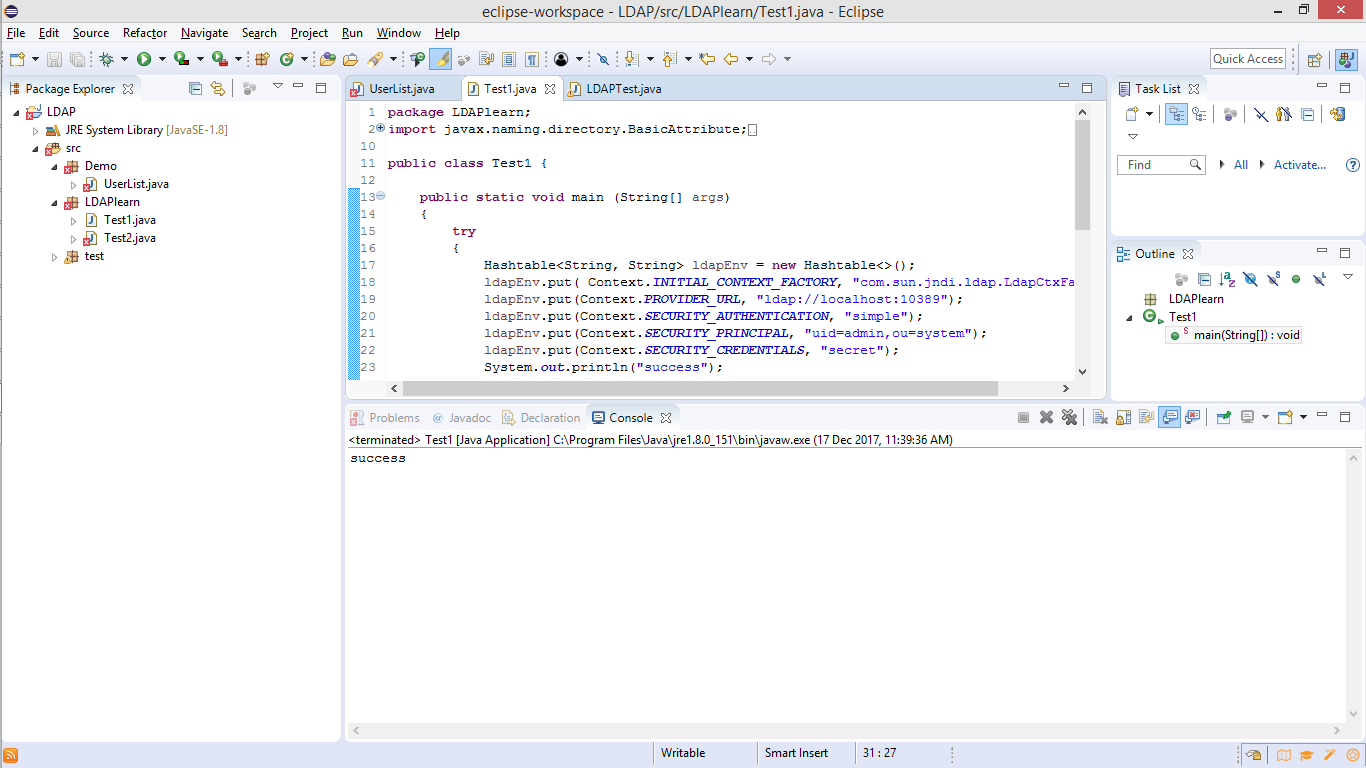 eclipse-workspace - LDAP/src/LDAPlearn/Test1.java - Eclipse
File Edit Source Refactor Navigate Search Project Run Window Help
Quick Access
Package Explorer
LDAP
JRE System Library [JavaSE-1.8]
src
Demo
UserList.java
LDAPlearn
Test1.java
Test2.java
test
UserList.java Test1.java LDAPTest.java
1 package LDAPlearn;
2 import javax.naming.directory.BasicAttribute;
10
11 public class Test1 {
12
13 public static void main (String[] args)
14 {
15 try
16 {
17 Hashtable<String, String> ldapEnv = new Hashtable<>();
18 ldapEnv.put( Context.INITIAL_CONTEXT_FACTORY, "com.sun.jndi.ldap.LdapCtxFa
19 ldapEnv.put(Context.PROVIDER_URL, "ldap://localhost:10389");
20 ldapEnv.put(Context.SECURITY_AUTHENTICATION, "simple");
21 ldapEnv.put(Context.SECURITY_PRINCIPAL, "uid=admin,ou=system");
22 ldapEnv.put(Context.SECURITY_CREDENTIALS, "secret");
23 System.out.println("success");
Task List
Find All Activate...
Outline
LDAPlearn
Test1
main(String[]) : void
Problems @ Javadoc Declaration Console
<terminated> Test1 [Java Application] C:\Program Files\Java\jre1.8.0_151\bin\javaw.exe (17 Dec 2017, 11:39:36 AM)
success
Writable Smart Insert 31 : 27